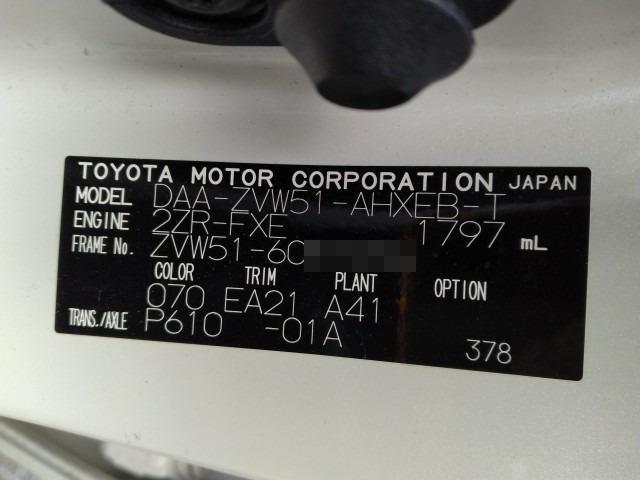 TOYOTA MOTOR CORPORATION JAPAN
MODEL DAA-ZVW51-AHXEB-T
ENGINE 2ZR-FXE 1797 mL
FRAME No. ZVW51-60
COLOR TRIM PLANT OPTION
070 EA21 A41
TRANS./AXLE P610 -01A 378